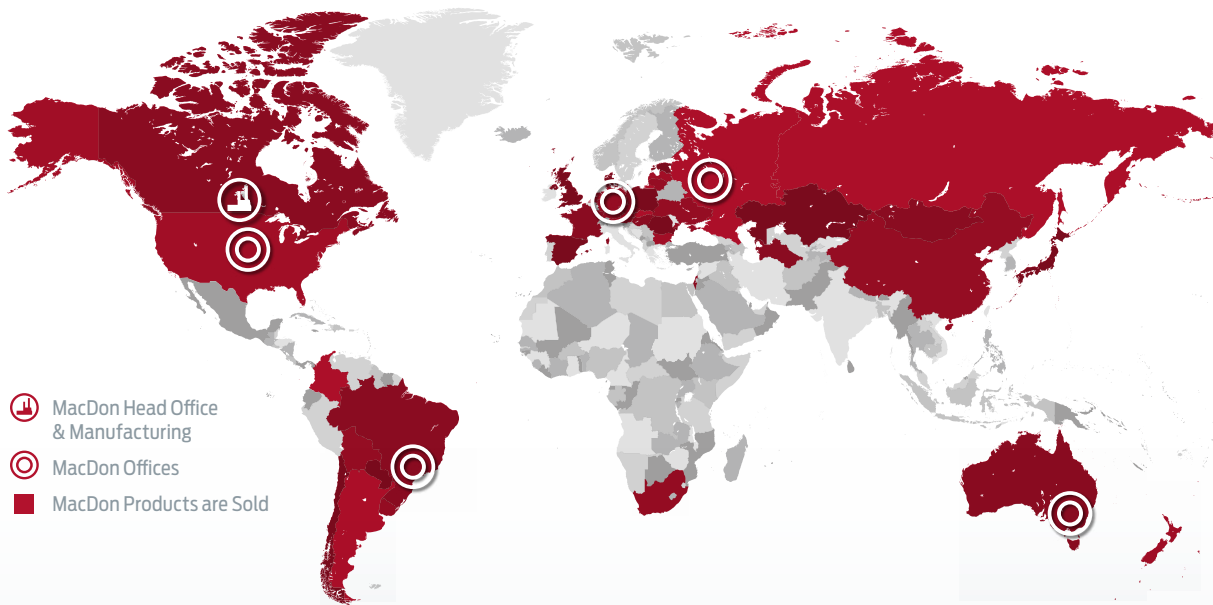 MacDon Head Office
& Manufacturing
MacDon Offices
MacDon Products are Sold